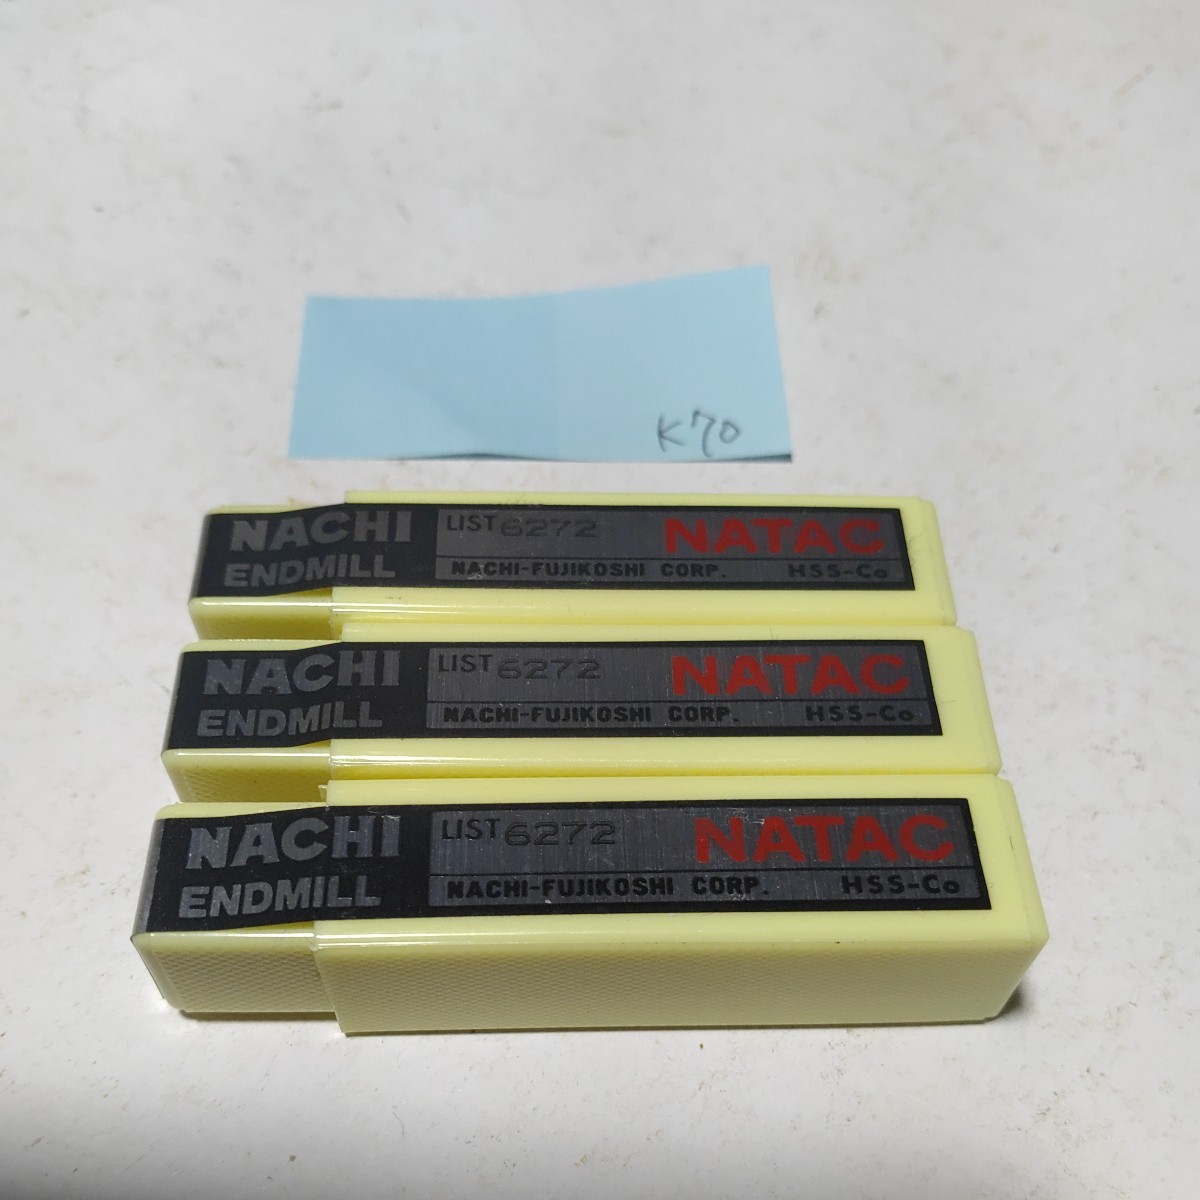 K70
NACHI
ENDMILL
LIST 6272
NATAC
NACHI-FUJIKOSHI CORP. HSS-Co
NACHI
ENDMILL
LIST 6272
NATAC
NACHI-FUJIKOSHI CORP. HSS-Co
NACHI
ENDMILL
LIST 6272
NATAC
NACHI-FUJIKOSHI CORP. HSS-Co